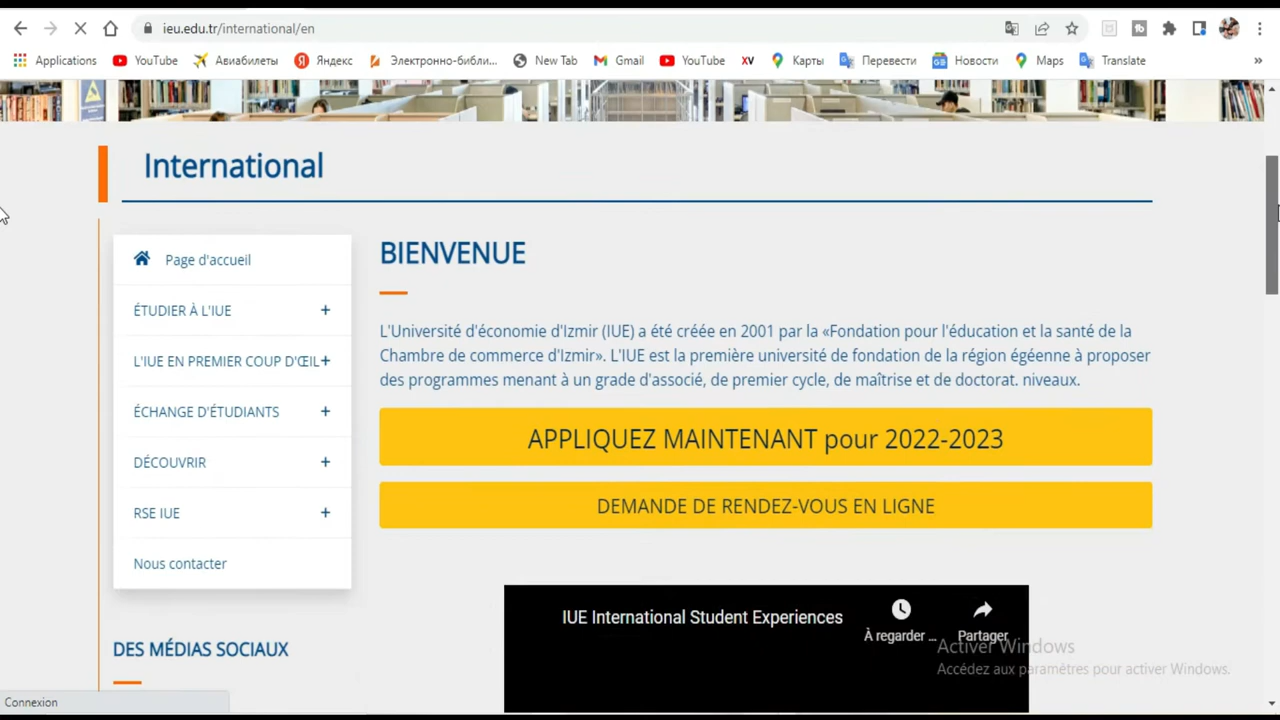 ieu.edu.tr/international/en
Applications YouTube Авиабилеты Яндекс Электронно-библи... New Tab Gmail YouTube XV Карты Перевести Новости Maps Translate »
International
Page d'accueil
ÉTUDIER À L'IUE +
L'IUE EN PREMIER COUP D'ŒIL +
ÉCHANGE D'ÉTUDIANTS +
DÉCOUVRIR +
RSE IUE +
Nous contacter
DES MÉDIAS SOCIAUX
BIENVENUE
L'Université d'économie d'Izmir (IUE) a été créée en 2001 par la «Fondation pour l'éducation et la santé de la
Chambre de commerce d'Izmir». L'IUE est la première université de fondation de la région égéenne à proposer
des programmes menant à un grade d'associé, de premier cycle, de maîtrise et de doctorat. niveaux.
APPLIQUEZ MAINTENANT pour 2022-2023
DEMANDE DE RENDEZ-VOUS EN LIGNE
IUE International Student Experiences
À regarder ... Partager
Activer Windows
Accédez aux paramètres pour activer Windows.
Connexion